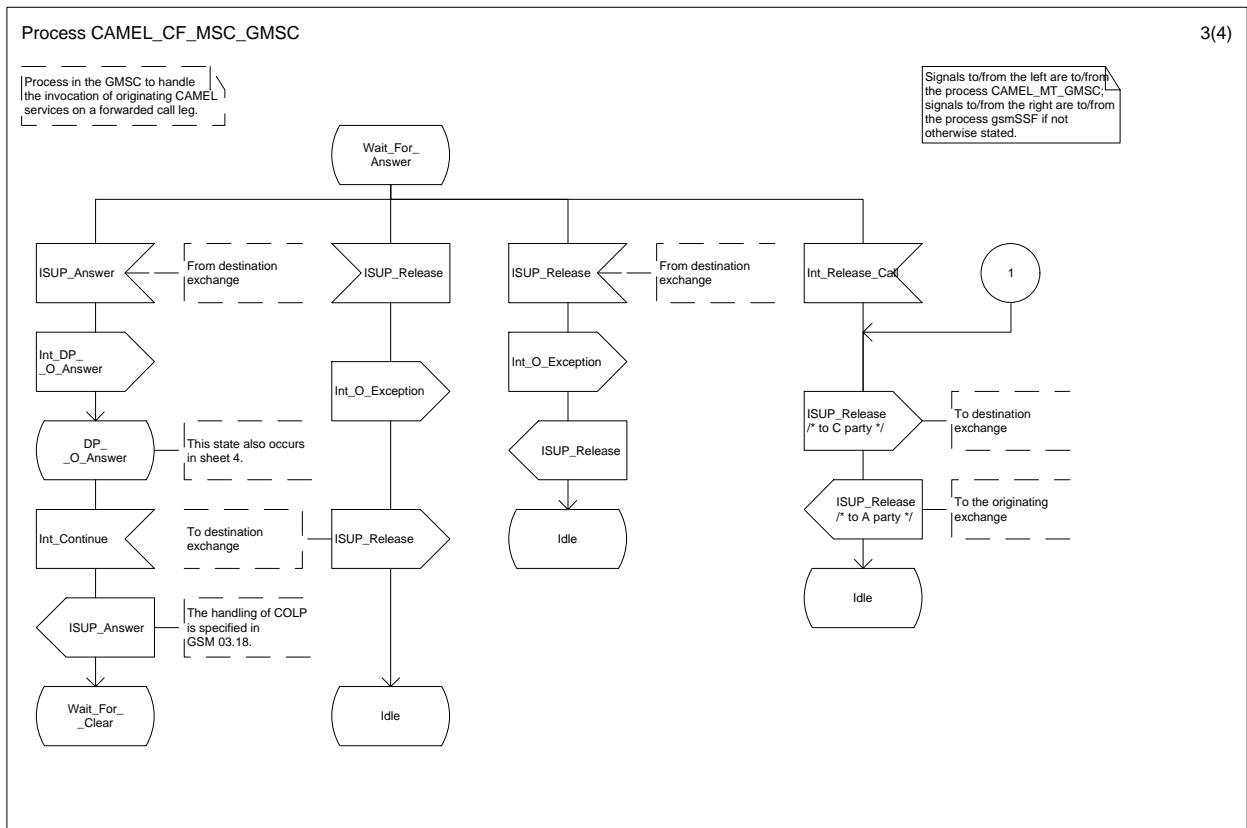 Process CAMEL_CF_MSC_GMSC
3(4)
Process in the GMSC to handle
the invocation of originating CAMEL
services on a forwarded call leg.
Signals to/from the left are to/from
the process CAMEL_MT_GMSC;
signals to/from the right are to/from
the process gsmSSF if not
otherwise stated.
Wait_For_
Answer
ISUP_Answer
From destination
exchange
ISUP_Release
ISUP_Release
From destination
exchange
Int_Release_Call
1
Int_DP_
_O_Answer
Int_O_Exception
Int_O_Exception
ISUP_Release
/* to C party */
To destination
exchange
DP_
_O_Answer
This state also occurs
in sheet 4.
ISUP_Release
ISUP_Release
/* to A party */
To the originating
exchange
Int_Continue
To destination
exchange
ISUP_Release
Idle
Idle
ISUP_Answer
The handling of COLP
is specified in
GSM 03.18.
Wait_For_
_Clear
Idle